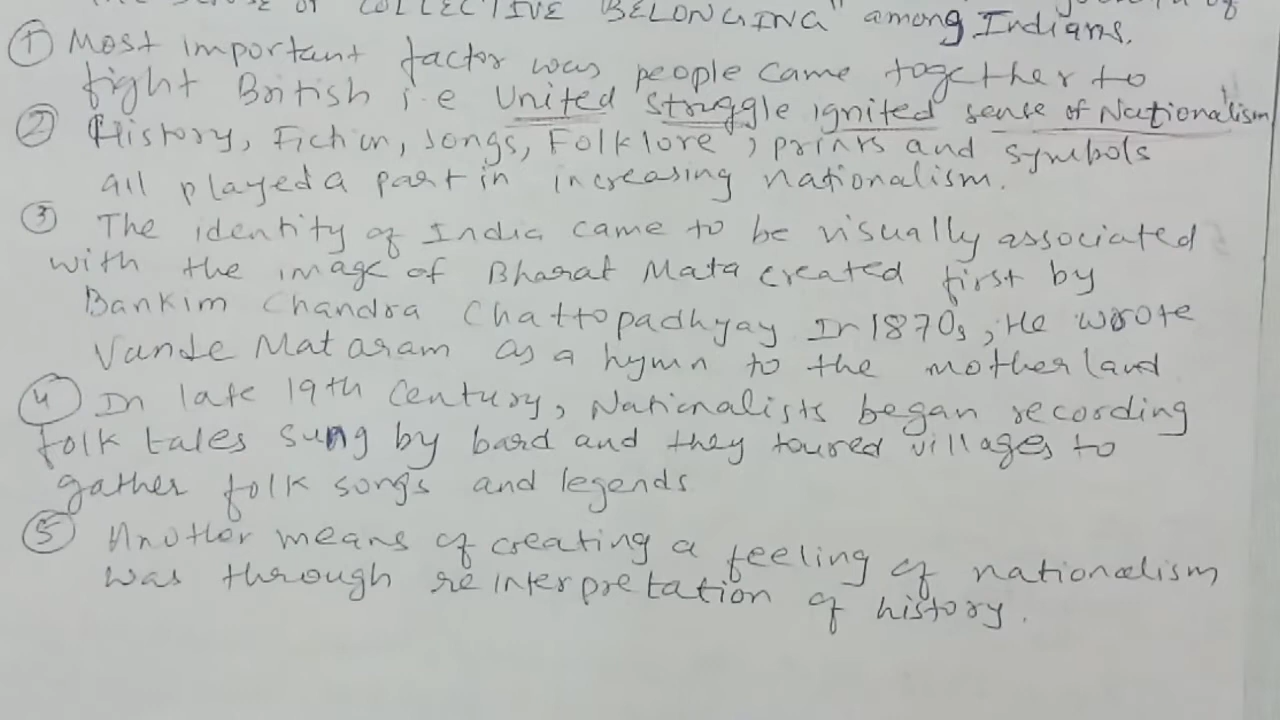 SENSE OF COLLECTIVE BELONGING" among Indians.
① Most important factor was people came together to
fight British i.e United struggle ignited sense of Nationalism
② History, Fiction, songs, Folklore, prints and symbols
all played a part in increasing nationalism.
③ The identity of India came to be visually associated
with the image of Bharat Mata created first by
Bankim Chandra Chattopadhyay In 1870s, He wrote
Vande Mataram as a hymn to the motherland
④ In late 19th Century, Nationalists began recording
folk tales sung by bard and they toured villages to
gather folk songs and legends
⑤ Another means of creating a feeling of nationalism
was through reinterpretation of history.